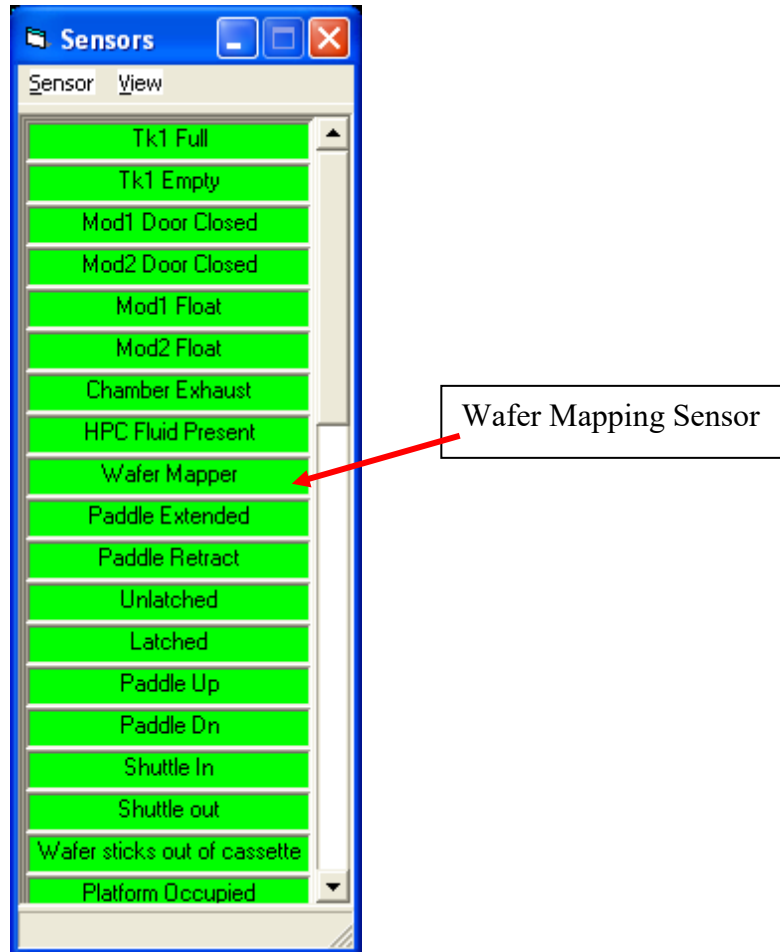 Sensors
Sensor View
Tk1 Full
Tk1 Empty
Mod1 Door Closed
Mod2 Door Closed
Mod1 Float
Mod2 Float
Chamber Exhaust
HPC Fluid Present
Wafer Mapping Sensor
Wafer Mapper
Paddle Extended
Paddle Retract
Unlatched
Latched
Paddle Up
Paddle Dn
Shuttle In
Shuttle out
Wafer sticks out of cassette
Platform Occupied